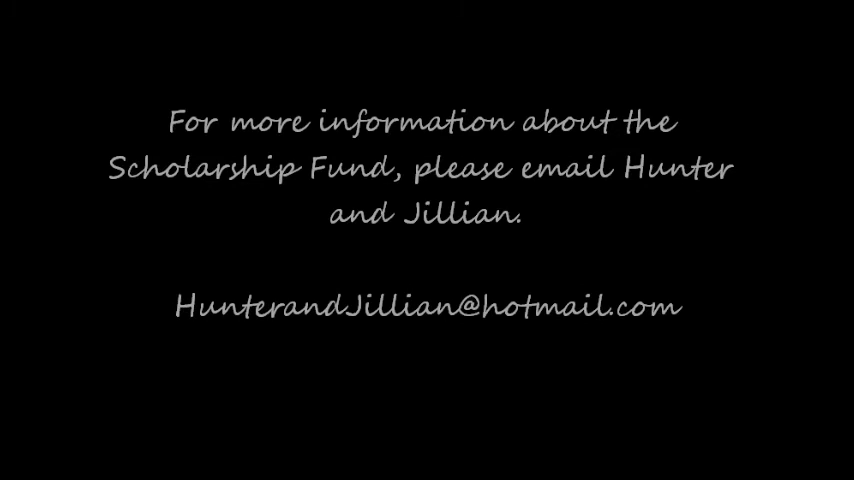 For more information about the
Scholarship Fund, please email Hunter
and Jillian.
HunterandJillian@hotmail.com